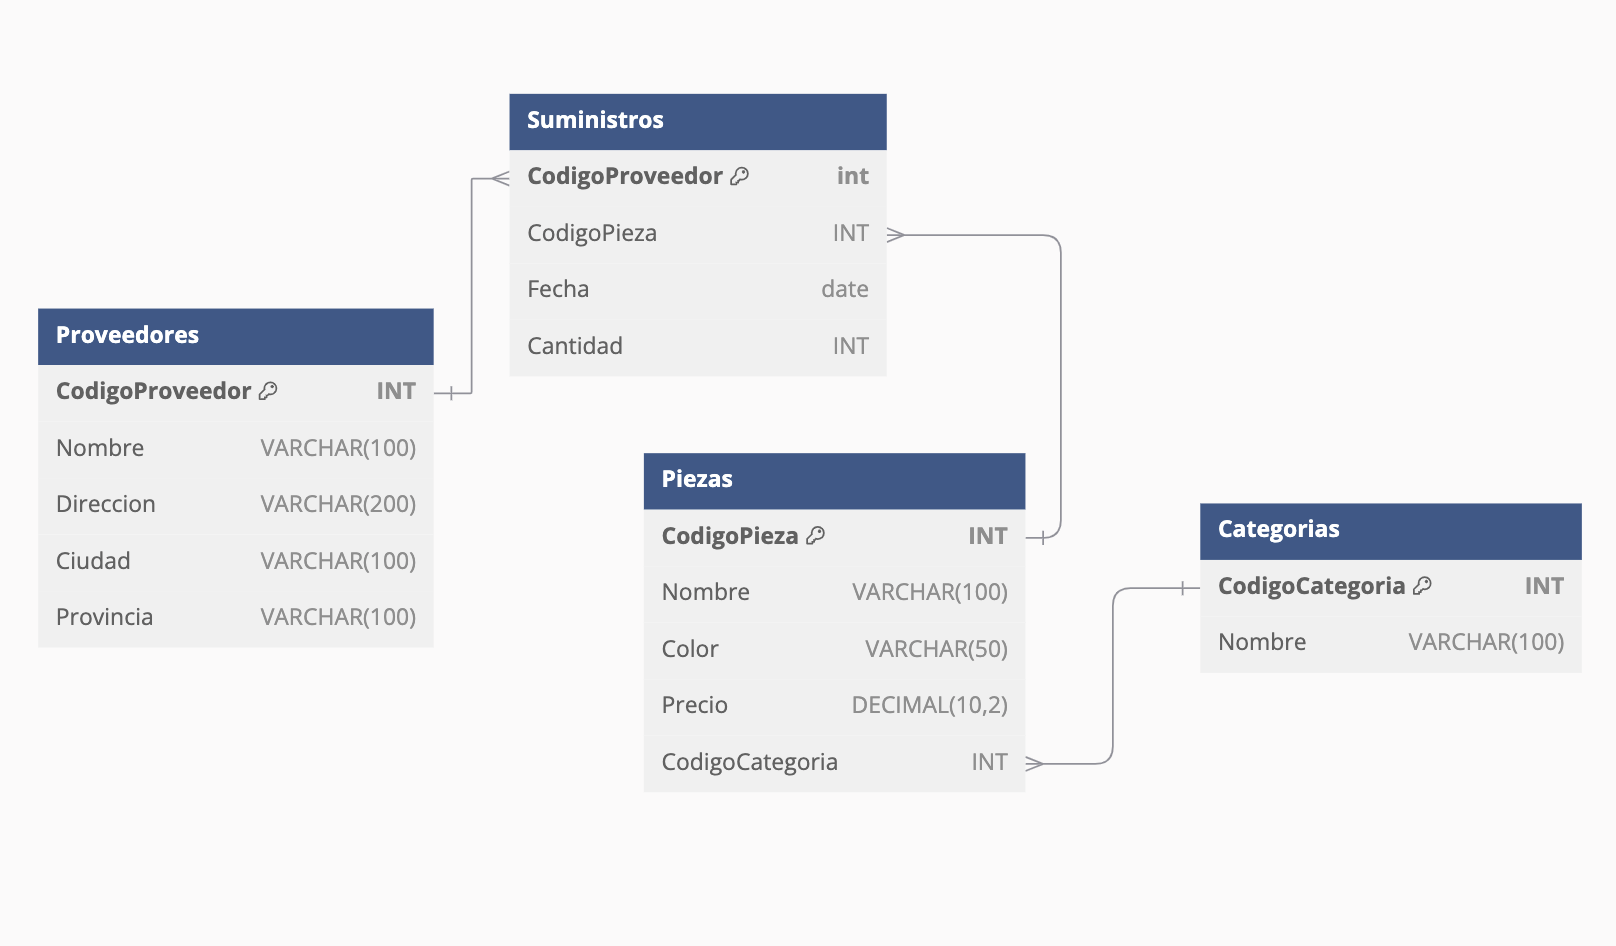 Suministros
CodigoProveedor int
CodigoPieza INT
Fecha date
Cantidad INT
Proveedores
CodigoProveedor INT
Nombre VARCHAR(100)
Direccion VARCHAR(200)
Ciudad VARCHAR(100)
Provincia VARCHAR(100)
Piezas
CodigoPieza INT
Nombre VARCHAR(100)
Color VARCHAR(50)
Precio DECIMAL(10,2)
CodigoCategoria INT
Categorias
CodigoCategoria INT
Nombre VARCHAR(100)